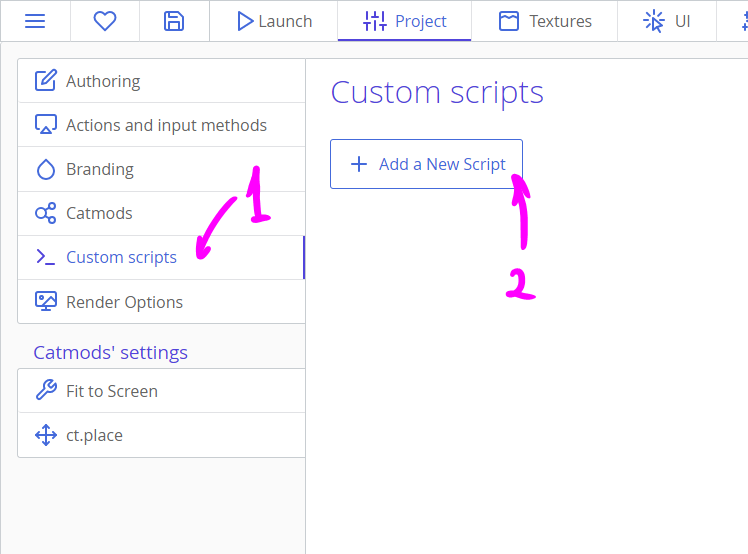 Launch
Project
Textures
UI
Authoring
Actions and input methods
Branding
Catmods
Custom scripts
Render Options
Catmods' settings
Fit to Screen
ct.place
Custom scripts
Add a New Script
1
2